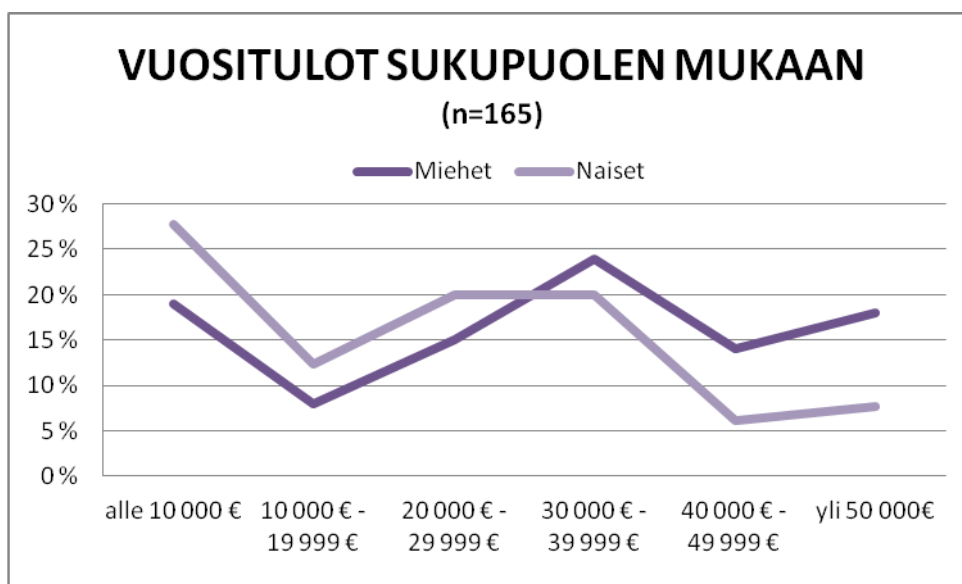 VUOSITULOT SUKUPUOLEN MUKAAN
(n=165)
Miehet Naiset
30 %
25 %
20 %
15 %
10 %
5 %
0 %
alle 10 000 € 10 000 € - 20 000 € - 30 000 € - 40 000 € - yli 50 000€
19 999 € 29 999 € 39 999 € 49 999 €